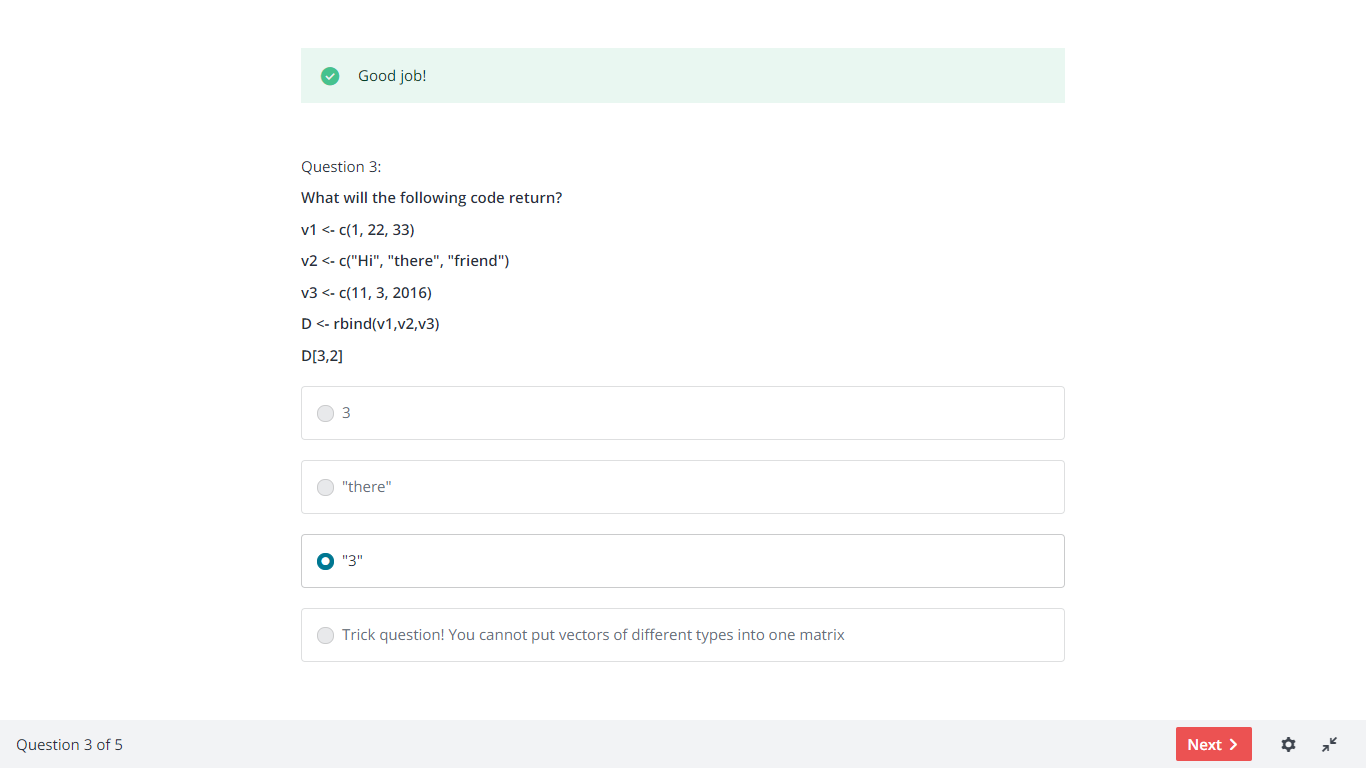 Good job!
Question 3:
What will the following code return?
v1 <- c(1, 22, 33)
v2 <- c("Hi", "there", "friend")
v3 <- c(11, 3, 2016)
D <- rbind(v1,v2,v3)
D[3,2]
3
"there"
"3"
Trick question! You cannot put vectors of different types into one matrix
Question 3 of 5
Next